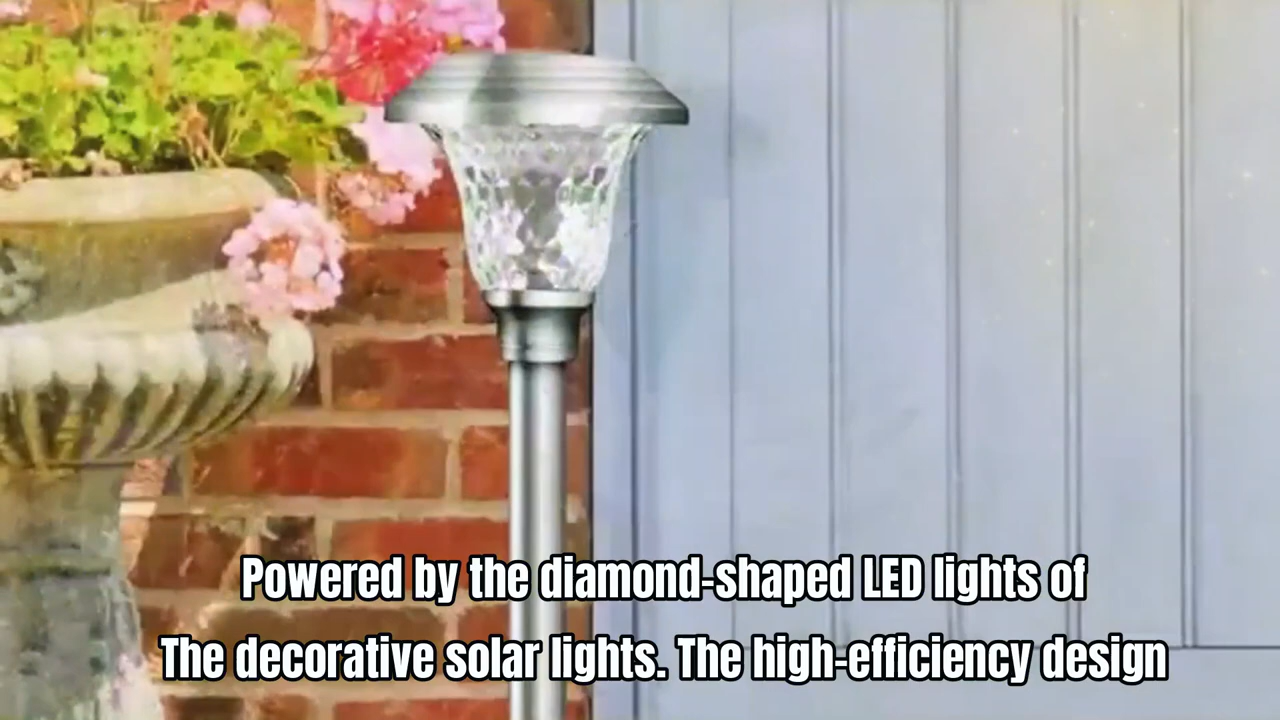 Powered by the diamond-shaped LED lights of
The decorative solar lights. The high-efficiency design